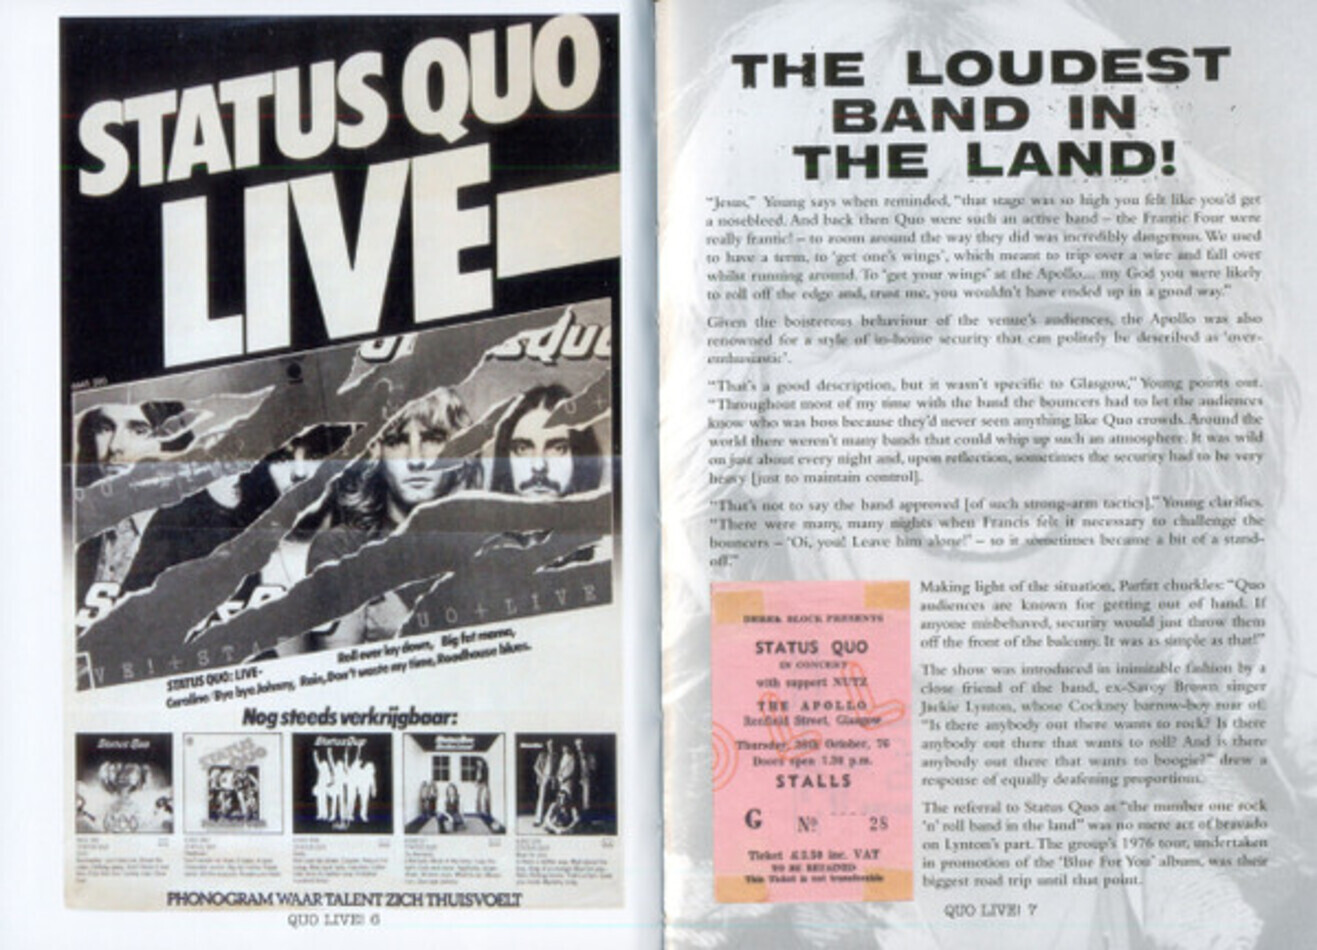 STATUS QUO
LIVE
STATUS QUO: LIVE-
Roll over lay down, Big fat mama,
Caroline/Bye bye Johnny, Rain, Don't waste my time, Roadhouse blues.
Nog steeds verkrijgbaar:
PHONOGRAM WAAR TALENT ZICH THUISVOELT
QUO LIVE! 6
THE LOUDEST
BAND IN
THE LAND!
"Jesus," Young says when reminded, "that stage was so high you felt like you'd get
a nosebleed. And back then Quo were such an active band – the Frantic Four were
really frantic! – to zoom around the way they did was incredibly dangerous. We used
to have a term, to 'get one's wings', which meant to trip over a wire and fall over
whilst running around. To 'get your wings' at the Apollo... my God you were likely
to roll off the edge and, trust me, you wouldn't have ended up in a good way."
Given the boisterous behaviour of the venue's audiences, the Apollo was also
renowned for a style of in-house security that can politely be described as 'over-
enthusiastic'.
"That's a good description, but it wasn't specific to Glasgow," Young points out.
"Throughout most of my time with the band the bouncers had to let the audiences
know who was boss because they'd never seen anything like Quo crowds. Around the
world there weren't many bands that could whip up such an atmosphere. It was wild
on just about every night and, upon reflection, sometimes the security had to be very
heavy [just to maintain control].
"That's not to say the band approved [of such strong-arm tactics]," Young clarifies.
"There were many, many nights when Francis felt it necessary to challenge the
bouncers – 'Oi, you! Leave him alone!' – so it sometimes became a bit of a stand-
off."
DEREK BLOCK PRESENTS
STATUS QUO
IN CONCERT
with support NUTZ
THE APOLLO
Renfield Street, Glasgow
Thursday, 28th October, 76
Doors open 7.30 p.m.
STALLS
G Nº 28
Ticket £2.50 inc. VAT
TO BE RETAINED
This Ticket is not transferable
Making light of the situation, Parfitt chuckles: "Quo
audiences are known for getting out of hand. If
anyone misbehaved, security would just throw them
off the front of the balcony. It was as simple as that!"
The show was introduced in inimitable fashion by a
close friend of the band, ex-Savoy Brown singer
Jackie Lynton, whose Cockney barrow-boy roar of:
"Is there anybody out there wants to rock? Is there
anybody out there that wants to roll? And is there
anybody out there that wants to boogie?" drew a
response of equally deafening proportions.
The referral to Status Quo as "the number one rock
'n' roll band in the land" was no mere act of bravado
on Lynton's part. The group's 1976 tour, undertaken
in promotion of the 'Blue For You' album, was their
biggest road trip until that point.
QUO LIVE! 7